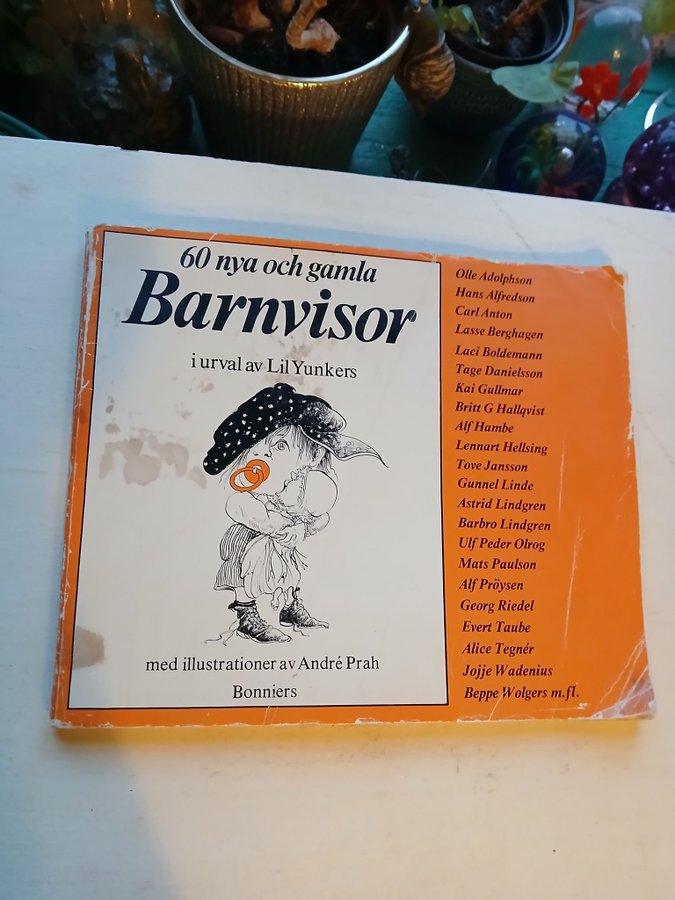 60 nya och gamla
Barnvisor
i urval av Lil Yunkers
med illustrationer av André Prah
Bonniers
Olle Adolphson
Hans Alfredson
Carl Anton
Lasse Berghagen
Laci Boldemann
Tage Danielsson
Kai Gullmar
Britt G Hallqvist
Alf Hambe
Lennart Hellsing
Tove Jansson
Gunnel Linde
Astrid Lindgren
Barbro Lindgren
Ulf Peder Olrog
Mats Paulson
Alf Pröysen
Georg Riedel
Evert Taube
Alice Tegnér
Jojje Wadenius
Beppe Wolgers m.fl.